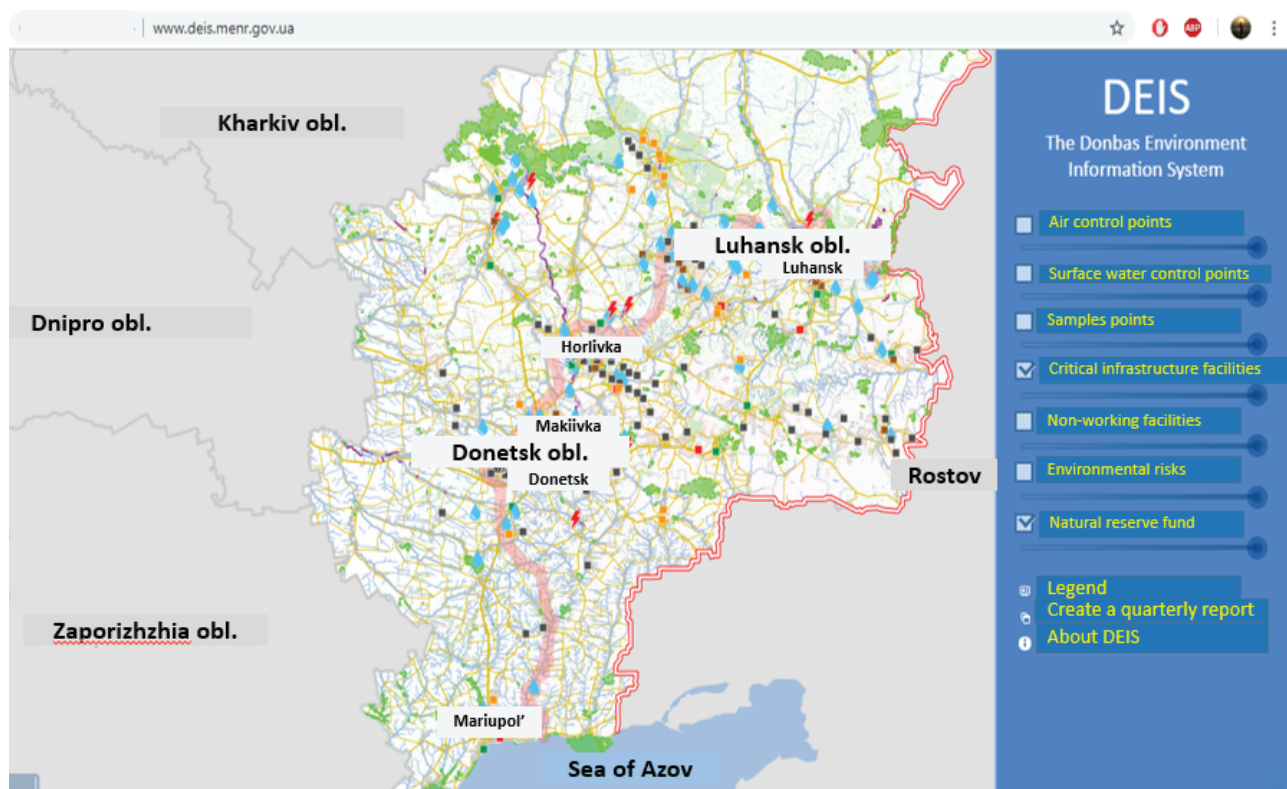 www.deis.menr.gov.ua
ABP
Kharkiv obl.
Dnipro obl.
Zaporizhzhia obl.
Luhansk obl.
Luhansk
Horlivka
Makiivka
Donetsk obl.
Donetsk
Rostov
Mariupol’
Sea of Azov
DEIS
The Donbas Environment
Information System
Air control points
Surface water control points
Samples points
Critical infrastructure facilities
Non-working facilities
Environmental risks
Natural reserve fund
Legend
Create a quarterly report
About DEIS